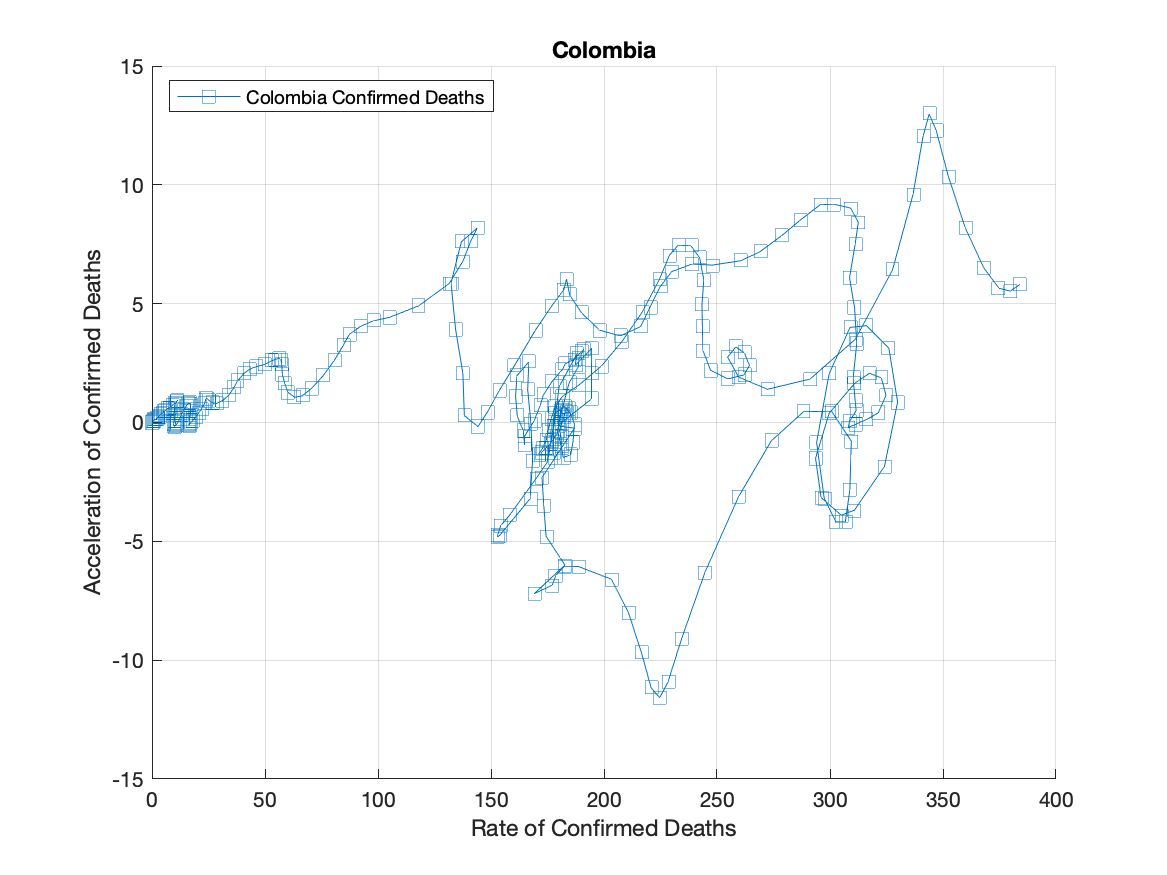 Colombia
Colombia Confirmed Deaths
15
10
5
0
-5
-10
-15
Acceleration of Confirmed Deaths
0 50 100 150 200 250 300 350 400
Rate of Confirmed Deaths